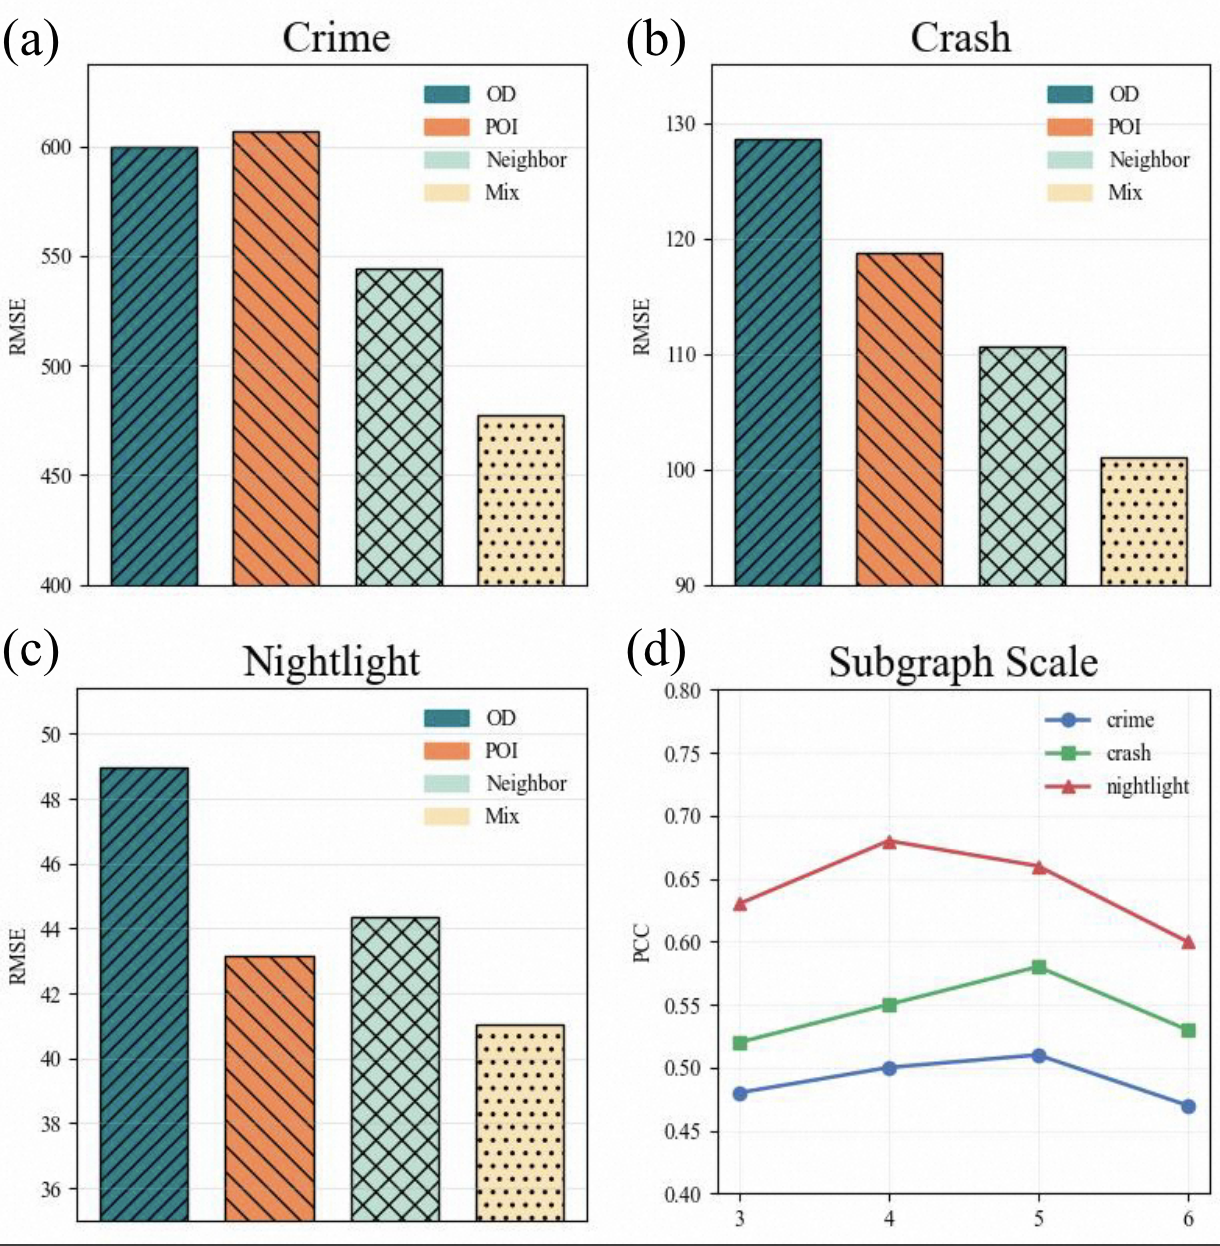 (a)
Crime
OD
POI
Neighbor
Mix
600
550
500
450
400
RMSE
(b)
Crash
OD
POI
Neighbor
Mix
130
120
110
100
90
RMSE
(c)
Nightlight
OD
POI
Neighbor
Mix
50
48
46
44
42
40
38
36
RMSE
(d)
Subgraph Scale
crime
crash
nightlight
0.80
0.75
0.70
0.65
0.60
0.55
0.50
0.45
0.40
PCC
3 4 5 6